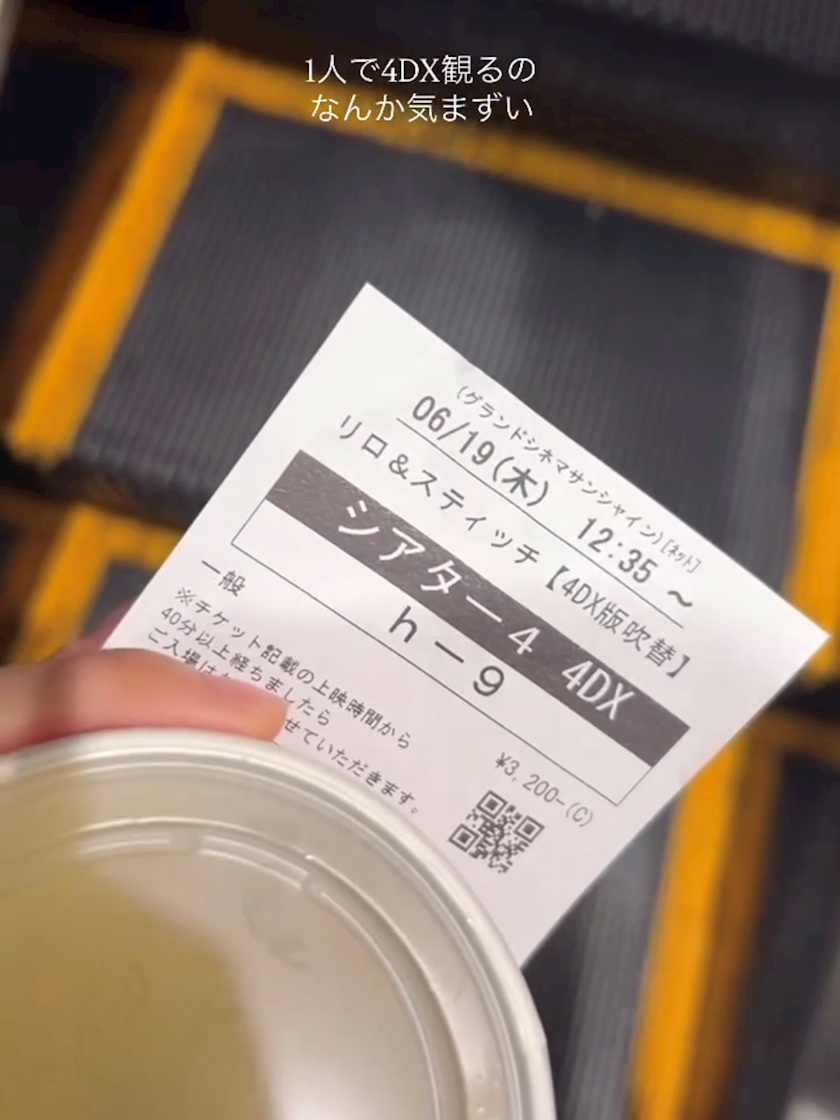 1人で4DX観るの
なんか気まずい
(グランドシネマサンシャイン)[ネット]
06/19(木) 12:35 ~
リロ&スティッチ【4DX版吹替】
シアター4 4DX
h-9
一般
¥3,200-(C)
※チケット記載の上映時間から
40分以上経ちましたら
ご入場は
せていただきます。